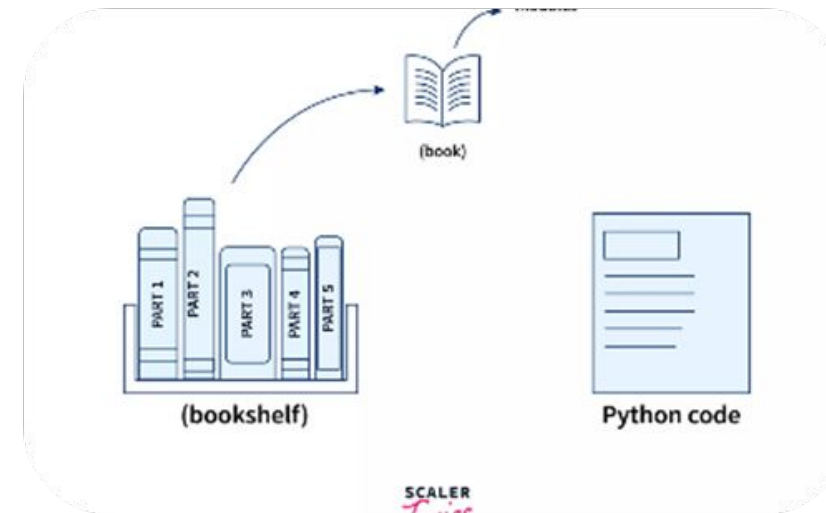 (book)
PART 1
PART 2
PART 3
PART 4
PART 5
(bookshelf)
Python code
SCALER